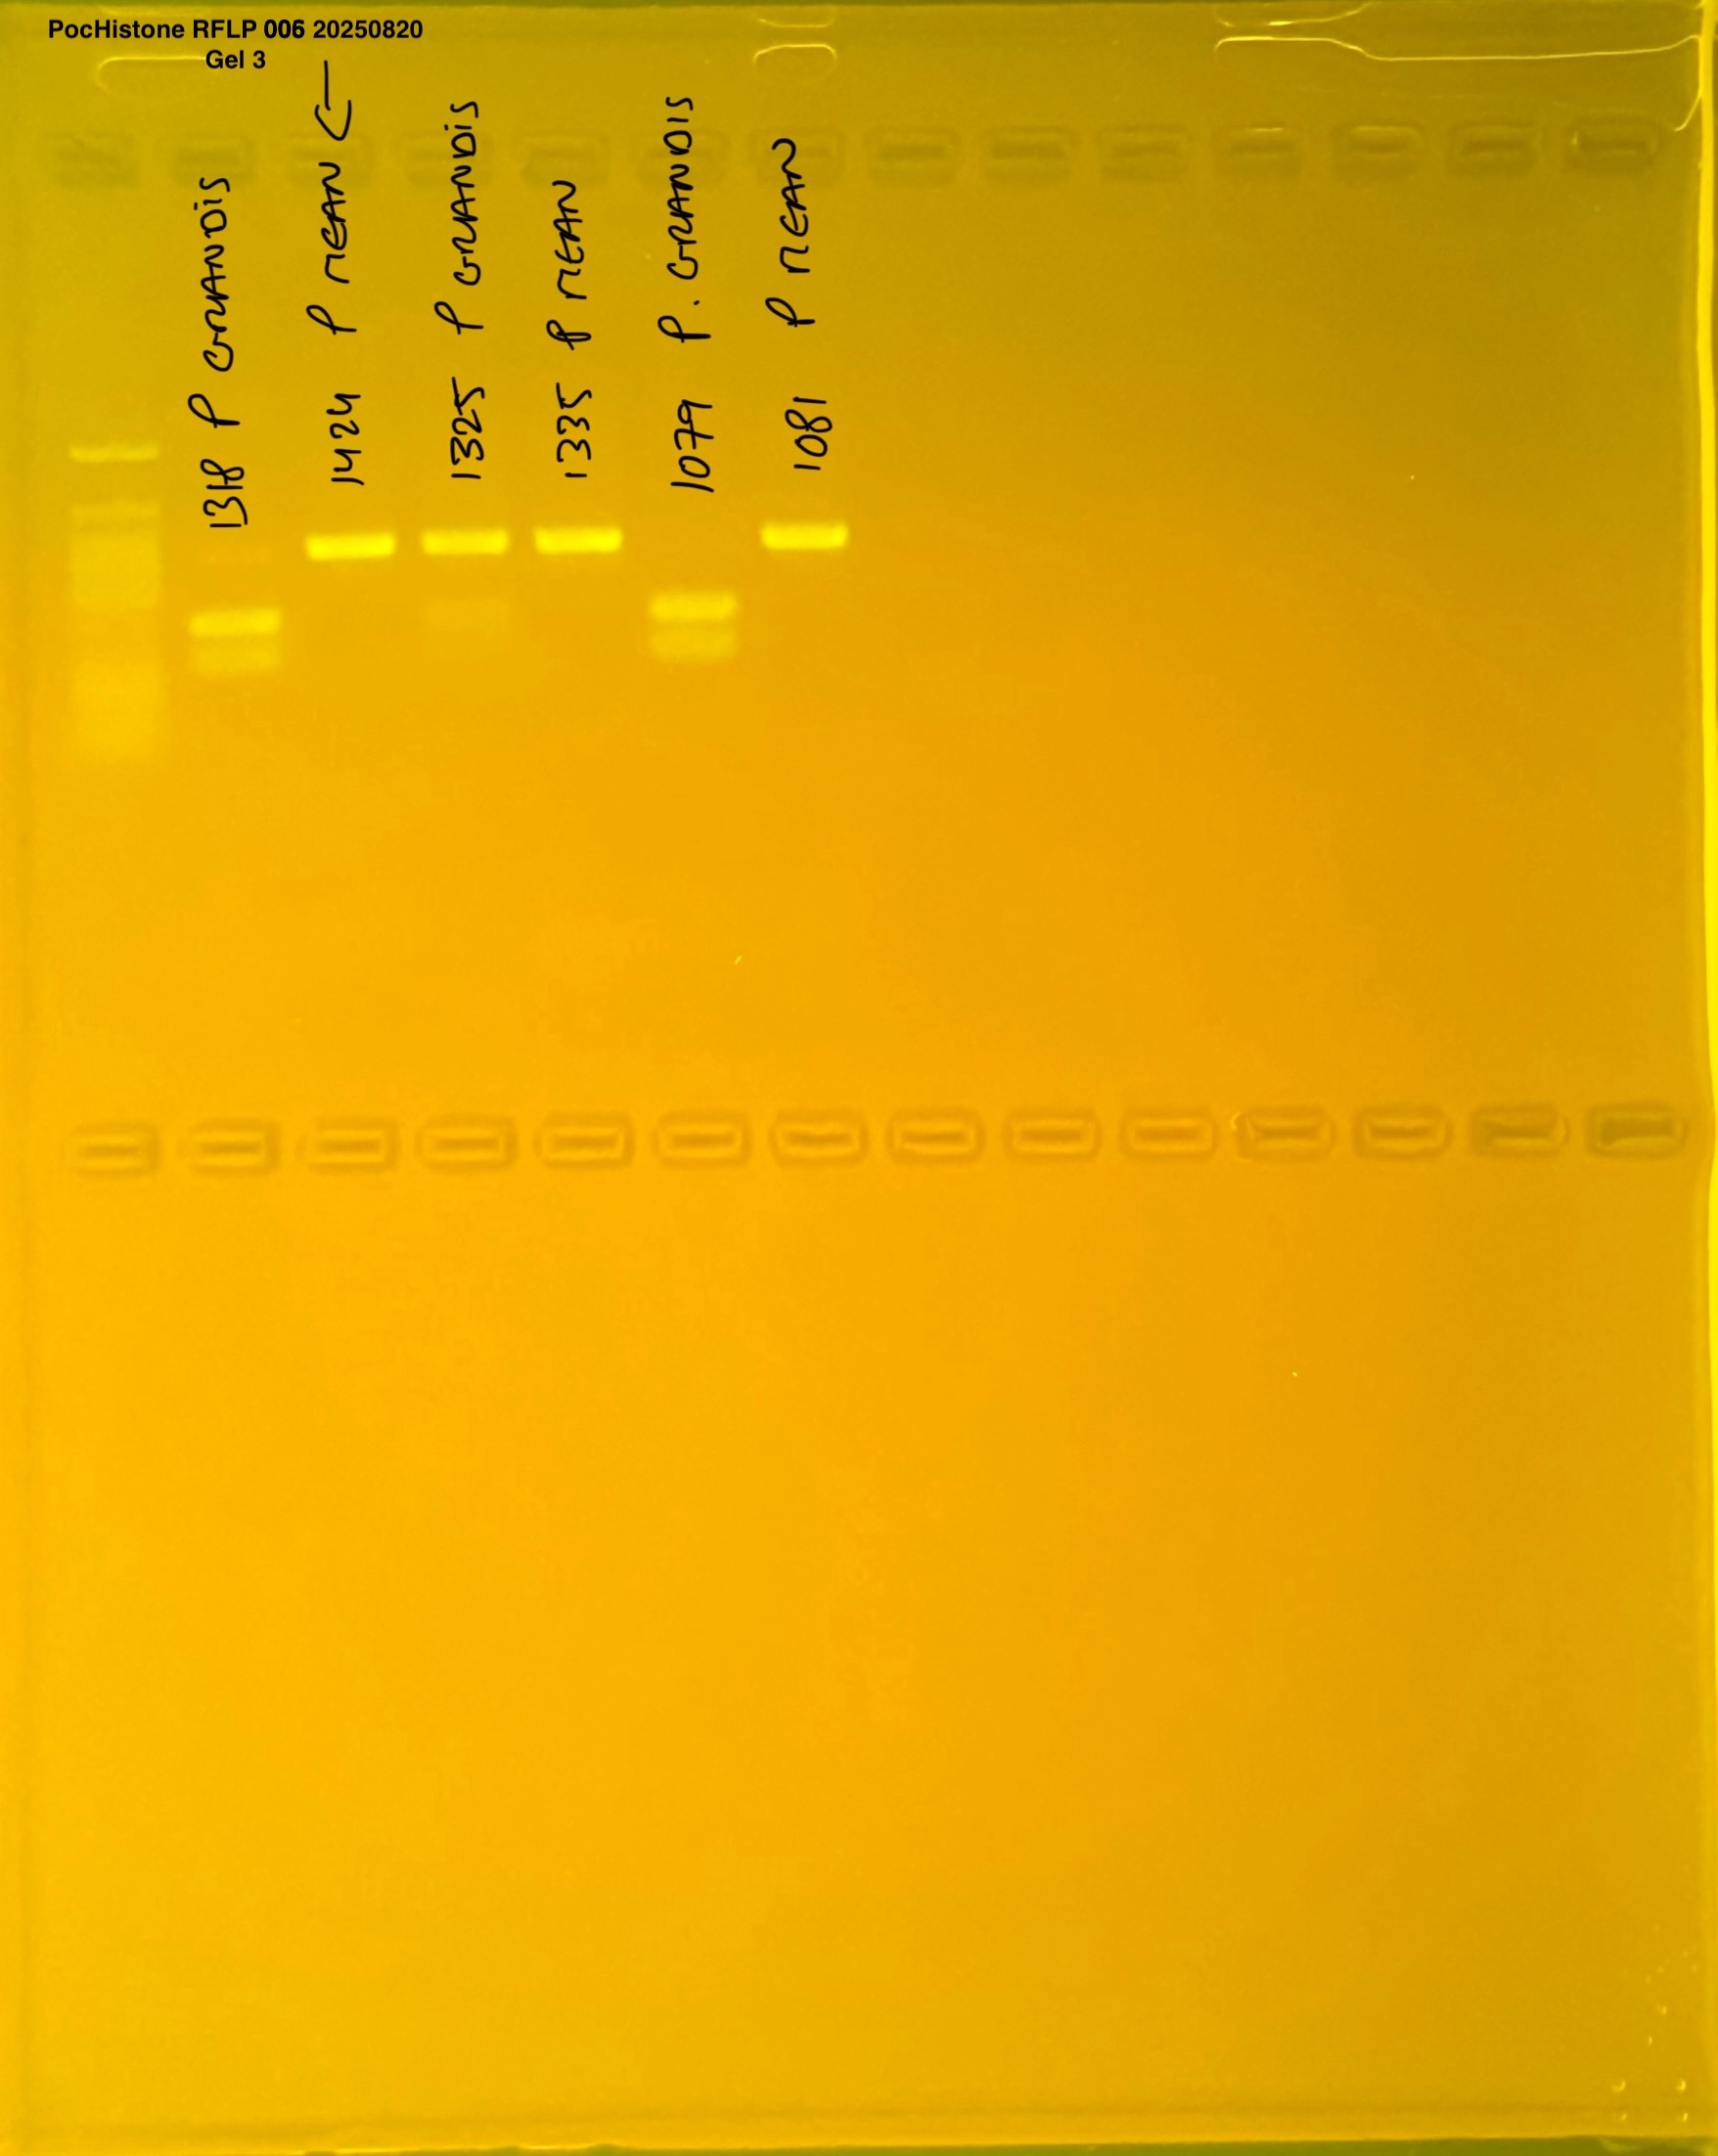 PocHistone RFLP 006 20250820
Gel 3
1318 P GRANDIS
1424 P MEAN ←
1325 P GRANDIS
1335 P MEAN
1079 P. GRANDIS
1081 P MEAN